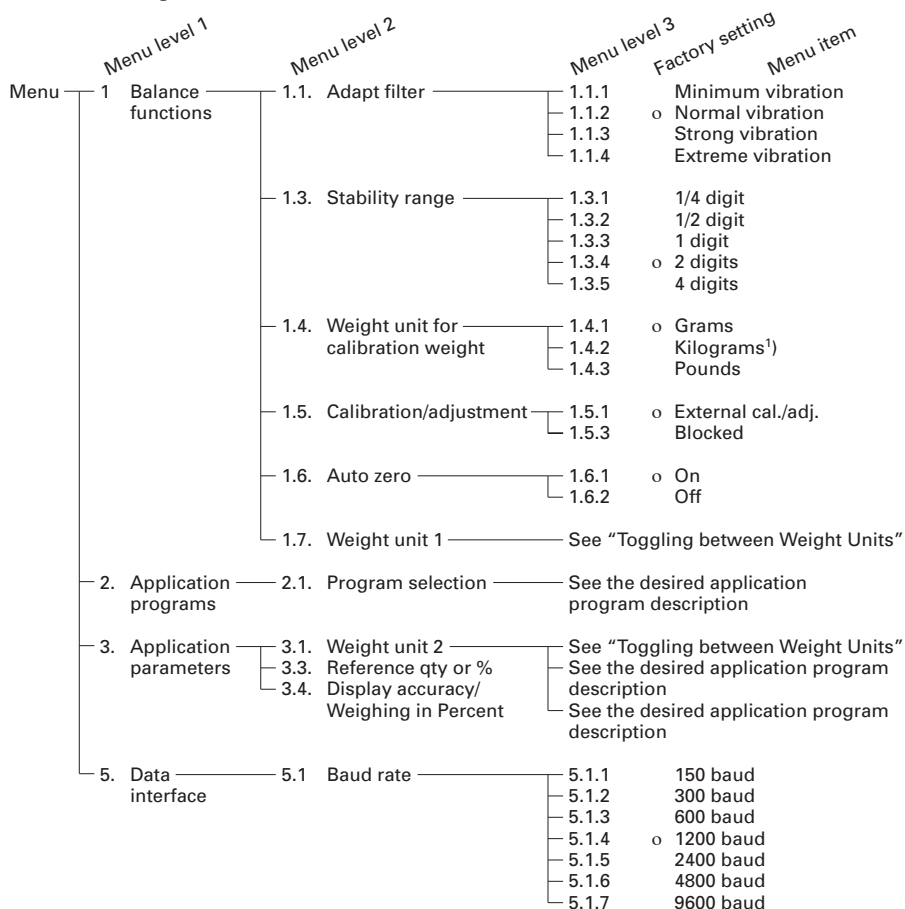 Menu level 1 Menu level 2 Menu level 3 Factory setting Menu item
Menu 1 Balance 1.1. Adapt filter 1.1.1 Minimum vibration
functions 1.1.2 o Normal vibration
1.1.3 Strong vibration
1.1.4 Extreme vibration
1.3. Stability range 1.3.1 1/4 digit
1.3.2 1/2 digit
1.3.3 1 digit
1.3.4 o 2 digits
1.3.5 4 digits
1.4. Weight unit for 1.4.1 o Grams
calibration weight 1.4.2 Kilograms¹)
1.4.3 Pounds
1.5. Calibration/adjustment 1.5.1 o External cal./adj.
1.5.3 Blocked
1.6. Auto zero 1.6.1 o On
1.6.2 Off
1.7. Weight unit 1 See “Toggling between Weight Units”
2. Application 2.1. Program selection See the desired application
programs program description
3. Application 3.1. Weight unit 2 See “Toggling between Weight Units”
parameters 3.3. Reference qty or % See the desired application program
3.4. Display accuracy/ description
Weighing in Percent See the desired application program
description
5. Data 5.1 Baud rate 5.1.1 150 baud
interface 5.1.2 300 baud
5.1.3 600 baud
5.1.4 o 1200 baud
5.1.5 2400 baud
5.1.6 4800 baud
5.1.7 9600 baud